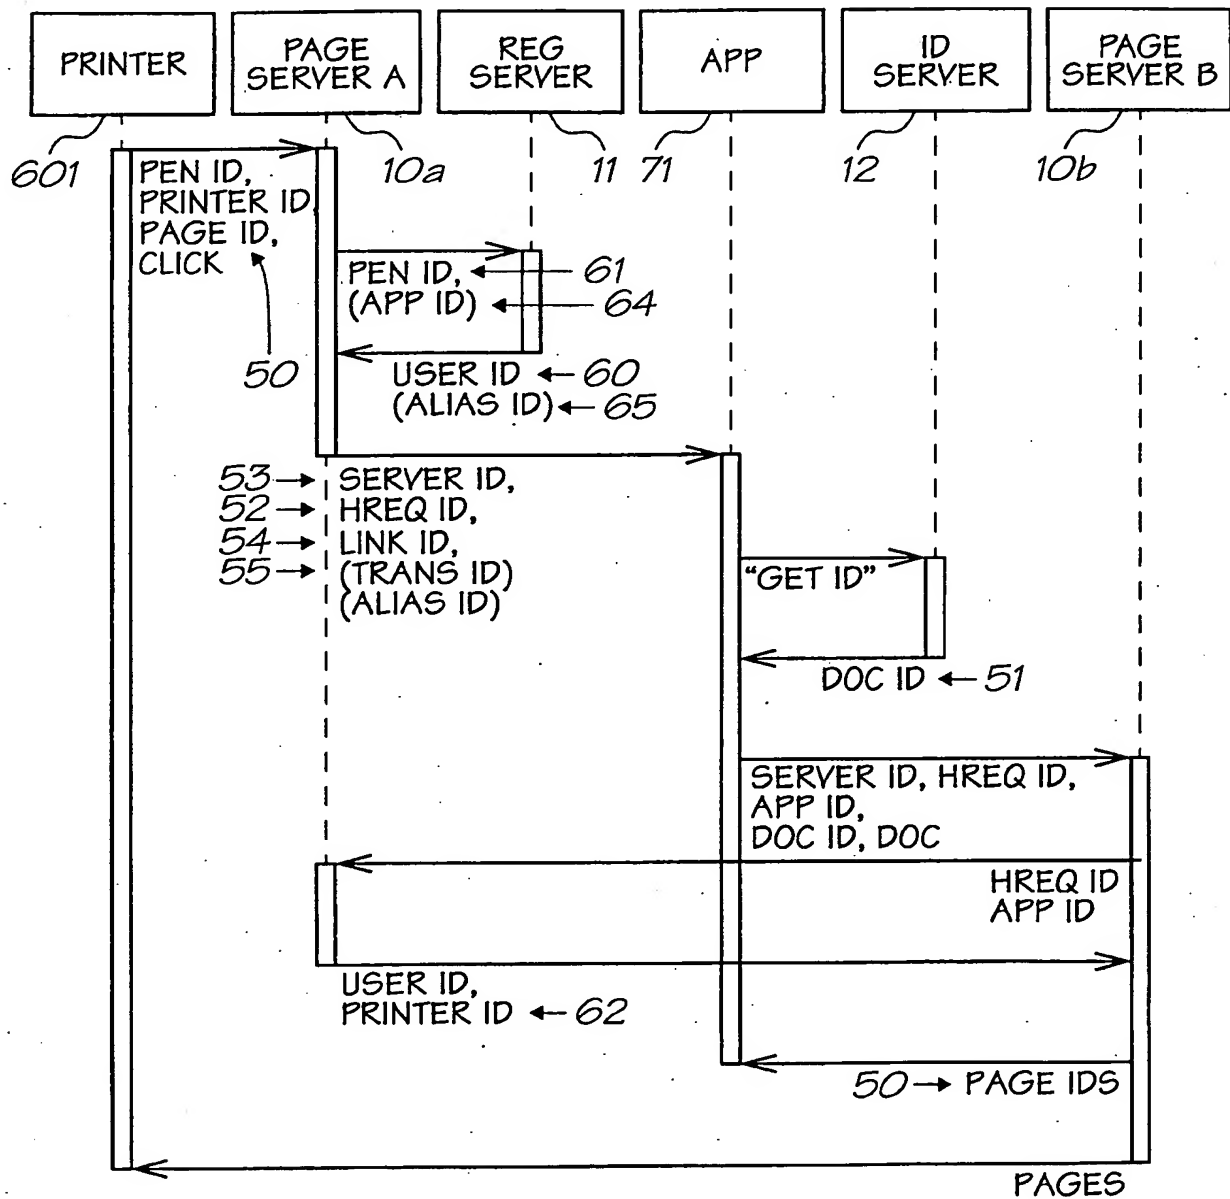 PRINTER
PAGE
SERVER A
REG
SERVER
APP
ID
SERVER
PAGE
SERVER B
601
10a
11
71
12
10b
PEN ID,
PRINTER ID
PAGE ID,
CLICK
50
PEN ID,
61
(APP ID)
64
USER ID
60
(ALIAS ID)
65
53
SERVER ID,
52
HREQ ID,
54
LINK ID,
55
(TRANS ID)
(ALIAS ID)
"GET ID"
DOC ID
51
SERVER ID, HREQ ID,
APP ID,
DOC ID, DOC
HREQ ID
APP ID
USER ID,
PRINTER ID
62
50
PAGE IDS
PAGES